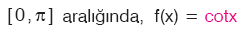 [0, π] aralığında, f(x) = cotx